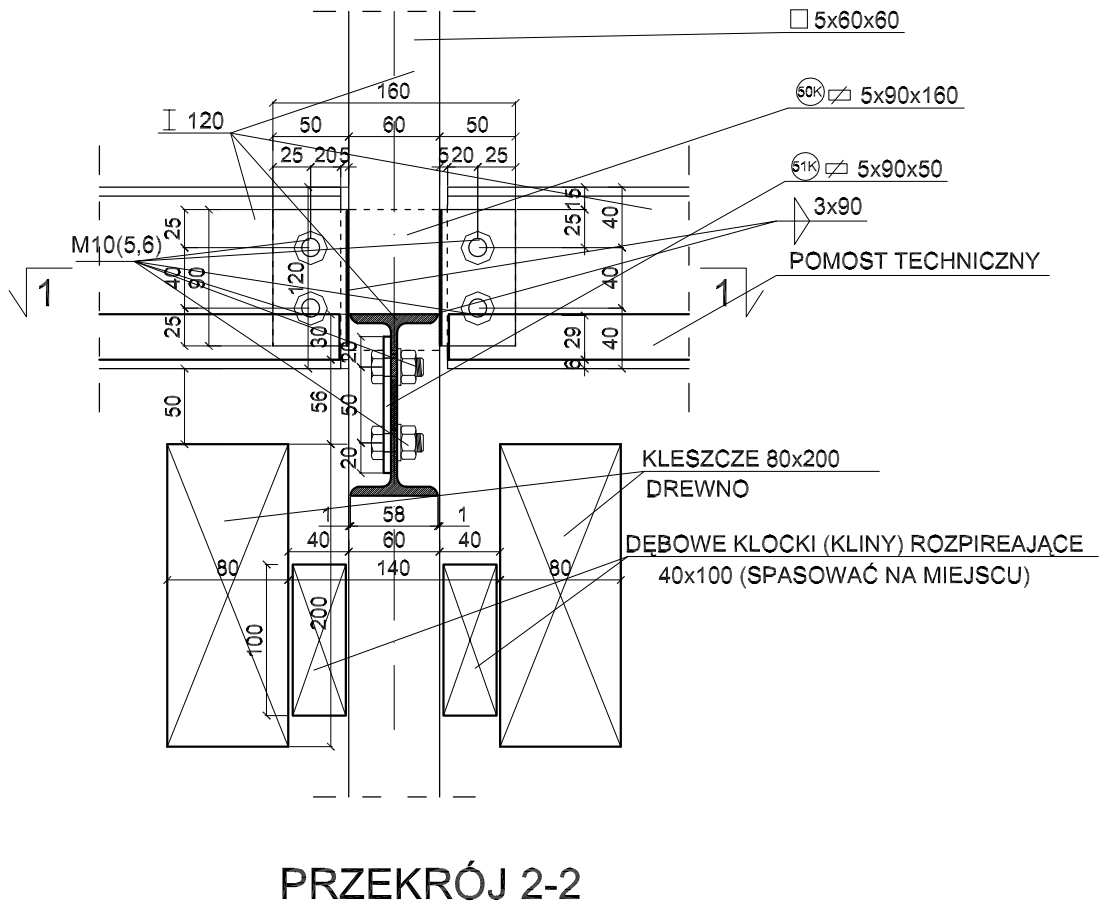 5x60x60
160
50K 5x90x160
I 120
50 60 50
25 20 5 5 20 25
51K 5x90x50
15
3x90
25 25 40
M10(5,6)
POMOST TECHNICZNY
40 90 120 40
1 1
25 30 29 40
20 6
50 56 50
20
KLESZCZE 80x200
DREWNO
1 58 1
40 60 40
DĘBOWE KLOCKI (KLINY) ROZPIREAJĄCE
80 140 80
40x100 (SPASOWAĆ NA MIEJSCU)
100 200
PRZEKRÓJ 2-2